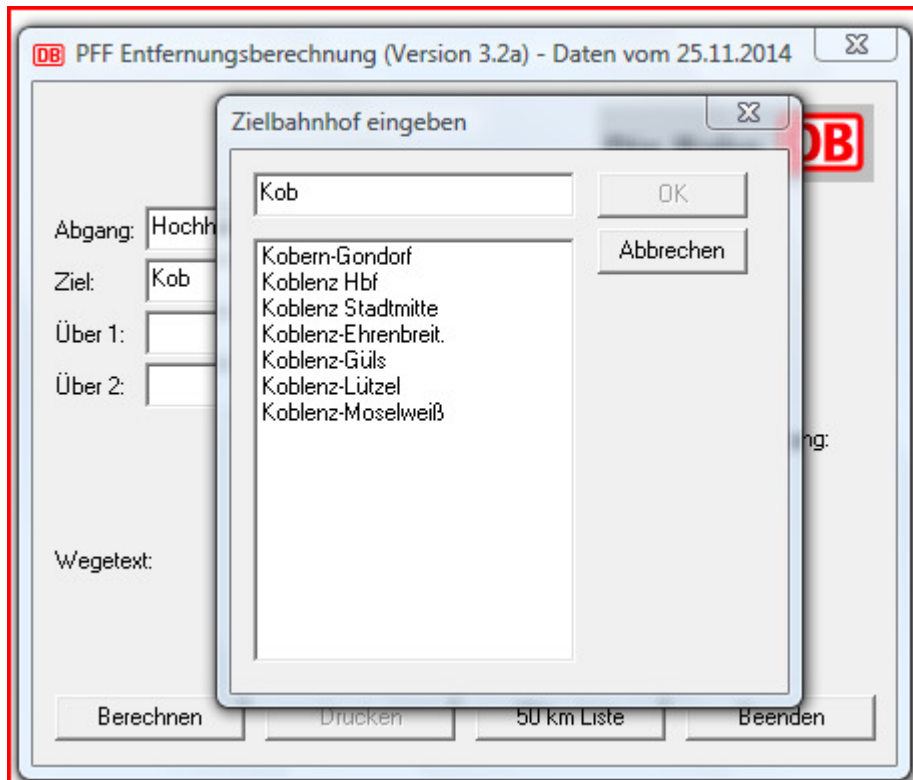 DB PFF Entfernungsberechnung (Version 3.2a) - Daten vom 25.11.2014
Zielbahnhof eingeben
DB
Kob
OK
Abbrechen
Kobern-Gondorf
Koblenz Hbf
Koblenz Stadtmitte
Koblenz-Ehrenbreit.
Koblenz-Güls
Koblenz-Lützel
Koblenz-Moselweiß
Abgang: Hochh
Ziel: Kob
Über 1:
Über 2:
ng:
Wegetext:
Berechnen
Drucken
50 km Liste
Beenden